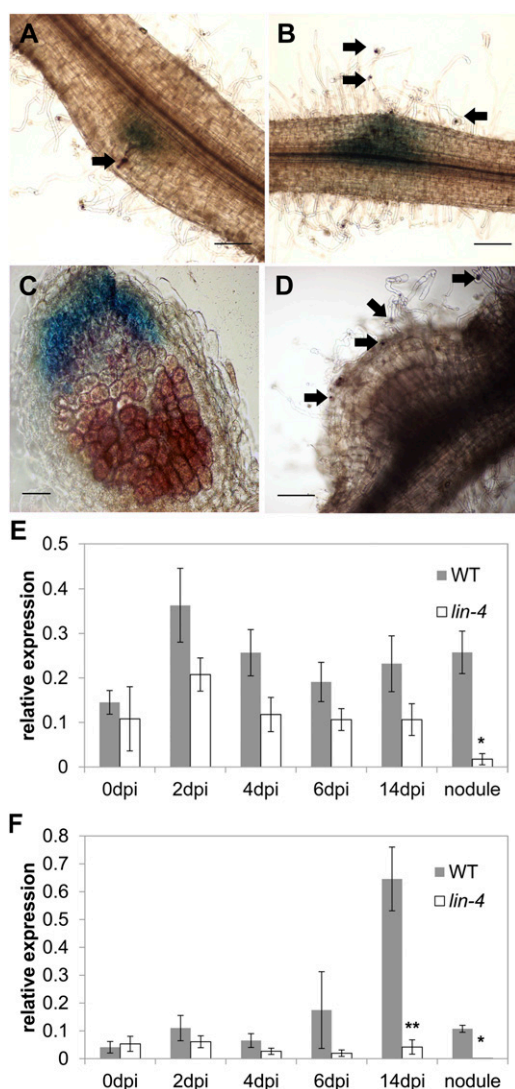 A
B
C
D
E
relative expression
0.5
0.4
0.3
0.2
0.1
0
WT
lin-4
*
0dpi 2dpi 4dpi 6dpi 14dpi nodule
F
relative expression
0.8
0.7
0.6
0.5
0.4
0.3
0.2
0.1
0
WT
lin-4
**
*
0dpi 2dpi 4dpi 6dpi 14dpi nodule